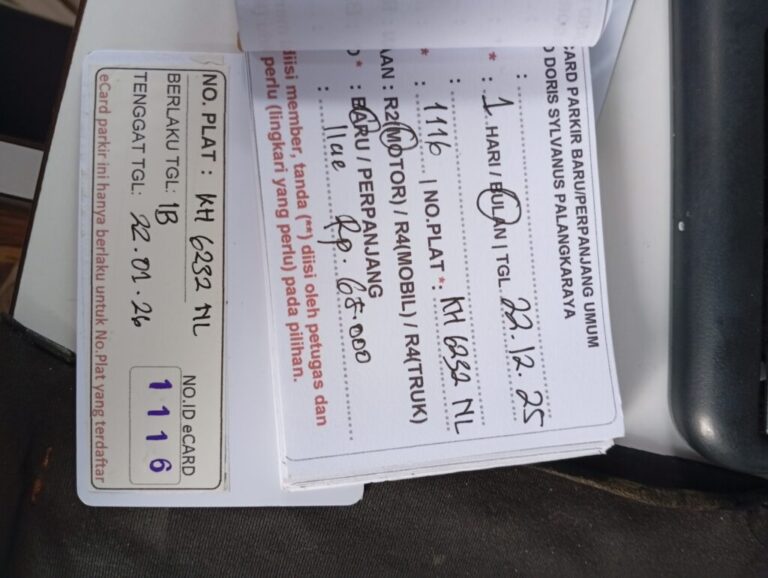 CARD PARKIR BARU/PERPANJANG UMUM
D DORIS SYLVANUS PALANGKARAYA
:
* : 1 HARI / BULAN | TGL. 22.12.25
:
* : 1116 | NO.PLAT *: KH 6232 NL
AAN : R2(MOTOR) / R4(MOBIL) / R4(TRUK)
* : BARU / PERPANJANG
: Rp. 65.000
diisi member, tanda (**) diisi oleh petugas dan
perlu (lingkari yang perlu) pada pilihan.
NO. PLAT : KH 6232 NL
BERLAKU TGL: 1B
TENGGAT TGL: 22.01.26
NO.ID eCARD
1116
eCard parkir ini hanya berlaku untuk No.Plat yang terdaftar